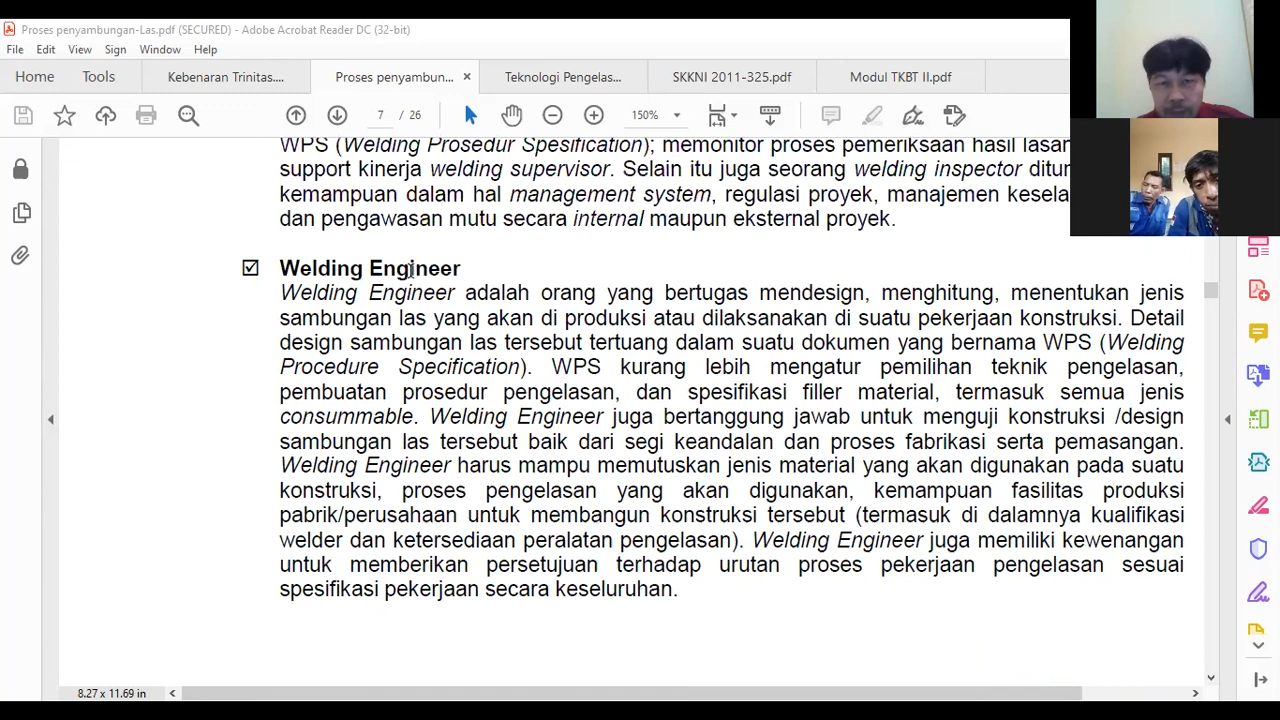 Proses penyambungan-Las.pdf (SECURED) - Adobe Acrobat Reader DC (32-bit)
File Edit View Sign Window Help
Home Tools Kebenaran Trinitas.... Proses penyambun... × Teknologi Pengelas... SKKNI 2011-325.pdf Modul TKBT II.pdf
7 / 26 150%
WPS (Welding Prosedur Spesification); memonitor proses pemeriksaan hasil lasan
support kinerja welding supervisor. Selain itu juga seorang welding inspector
kemampuan dalam hal management system, regulasi proyek, manajemen
dan pengawasan mutu secara internal maupun eksternal proyek.
Welding Engineer
Welding Engineer adalah orang yang bertugas mendesign, menghitung, menentukan jenis
sambungan las yang akan di produksi atau dilaksanakan di suatu pekerjaan konstruksi. Detail
design sambungan las tersebut tertuang dalam suatu dokumen yang bernama WPS (Welding
Procedure Specification). WPS kurang lebih mengatur pemilihan teknik pengelasan,
pembuatan prosedur pengelasan, dan spesifikasi filler material, termasuk semua jenis
consummable. Welding Engineer juga bertanggung jawab untuk menguji konstruksi /design
sambungan las tersebut baik dari segi keandalan dan proses fabrikasi serta pemasangan.
Welding Engineer harus mampu memutuskan jenis material yang akan digunakan pada suatu
konstruksi, proses pengelasan yang akan digunakan, kemampuan fasilitas produksi
pabrik/perusahaan untuk membangun konstruksi tersebut (termasuk di dalamnya kualifikasi
welder dan ketersediaan peralatan pengelasan). Welding Engineer juga memiliki kewenangan
untuk memberikan persetujuan terhadap urutan proses pekerjaan pengelasan sesuai
spesifikasi pekerjaan secara keseluruhan.
8.27 x 11.69 in